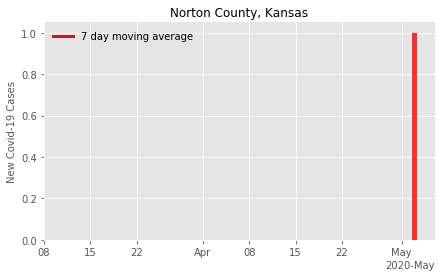 Norton County, Kansas
7 day moving average
New Covid-19 Cases
1.0
0.8
0.6
0.4
0.2
0.0
08 15 22 Apr 08 15 22 May
2020-May